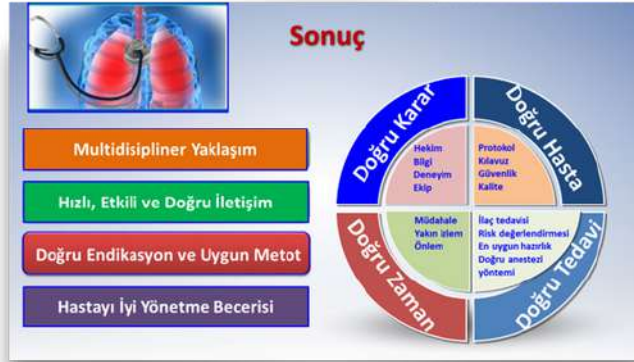 Sonuç
Multidisipliner Yaklaşım
Hızlı, Etkili ve Doğru İletişim
Doğru Endikasyon ve Uygun Metot
Hastayı İyi Yönetme Becerisi
Doğru Karar
Hekim
Bilgi
Deneyim
Ekip
Doğru Hasta
Protokol
Kılavuz
Güvenlik
Kalite
Doğru Zaman
Müdahale
Yakın izlem
Önlem
Doğru Tedavi
İlaç tedavisi
Risk değerlendirmesi
En uygun hazırlık
Doğru anestezi
yöntemi